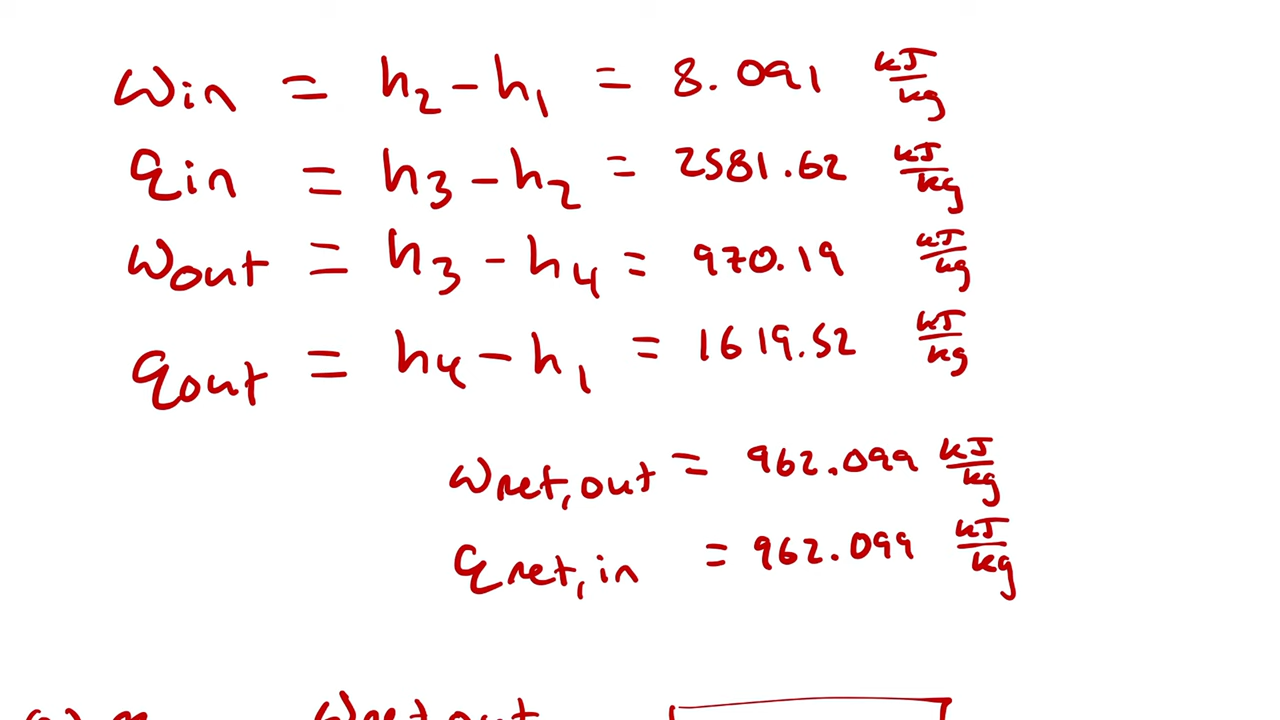 win = h2 - h1 = 8.091 kJ/kg
qin = h3 - h2 = 2581.62 kJ/kg
wout = h3 - h4 = 970.19 kJ/kg
qout = h4 - h1 = 1619.52 kJ/kg
wnet,out = 962.099 kJ/kg
qnet,in = 962.099 kJ/kg
wnet,out